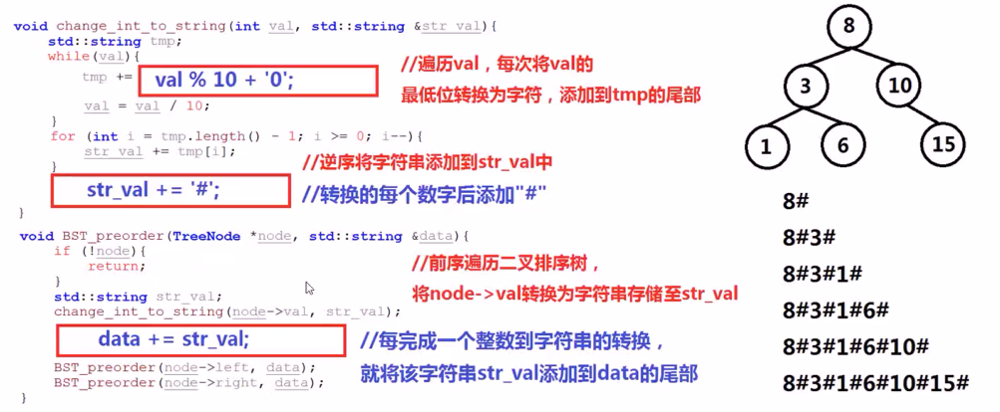 void change_int_to_string(int val, std::string &str_val){
std::string tmp;
while(val){
tmp += val % 10 + '0';
//遍历val，每次将val的
最低位转换为字符，添加到tmp的尾部
val = val / 10;
}
for (int i = tmp.length() - 1; i >= 0; i--){
str_val += tmp[i];
//逆序将字符串添加到str_val中
}
str_val += '#';
//转换的每个数字后添加"#"
}
void BST_preorder(TreeNode *node, std::string &data){
if (!node){
return;
//前序遍历二叉排序树，
}
将node->val转换为字符串存储至str_val
std::string str_val;
change_int_to_string(node->val, str_val);
data += str_val;
//每完成一个整数到字符串的转换，
就将该字符串str_val添加到data的尾部
BST_preorder(node->left, data);
BST_preorder(node->right, data);
}
8
3
10
1
6
15
8#
8#3#
8#3#1#
8#3#1#6#
8#3#1#6#10#
8#3#1#6#10#15#